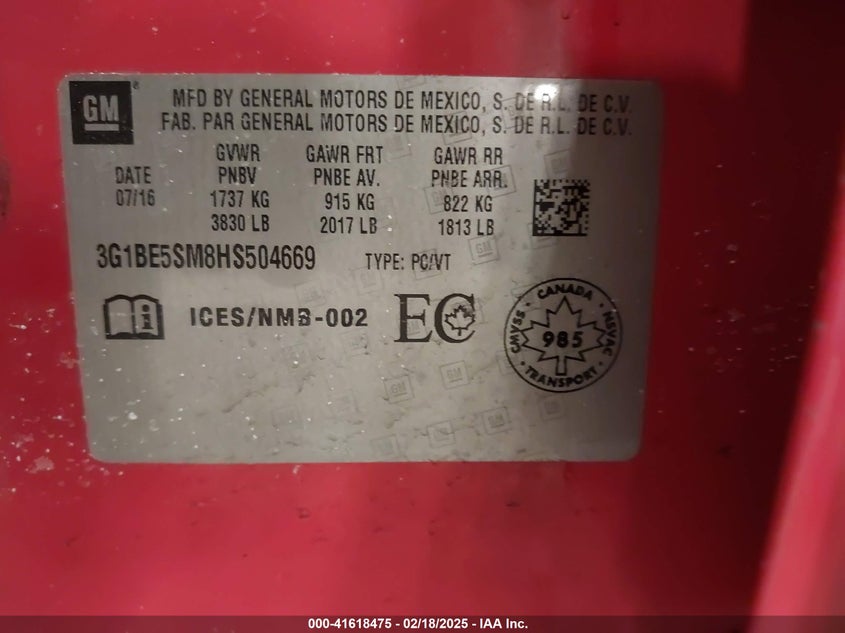 GM
MFD BY GENERAL MOTORS DE MEXICO, S. DE R.L. DE C.V.
FAB. PAR GENERAL MOTORS DE MEXICO, S. DE R.L. DE C.V.
GVWR GAWR FRT GAWR RR
DATE PNBV PNBE AV. PNBE ARR.
07/16 1737 KG 915 KG 822 KG
3830 LB 2017 LB 1813 LB
3G1BE5SM8HS504669 TYPE: PC/VT
i ICES/NMB-002 EC
CANADA
CMVSS 985 NSVAC
TRANSPORT
000-41618475 - 02/18/2025 - IAA Inc.